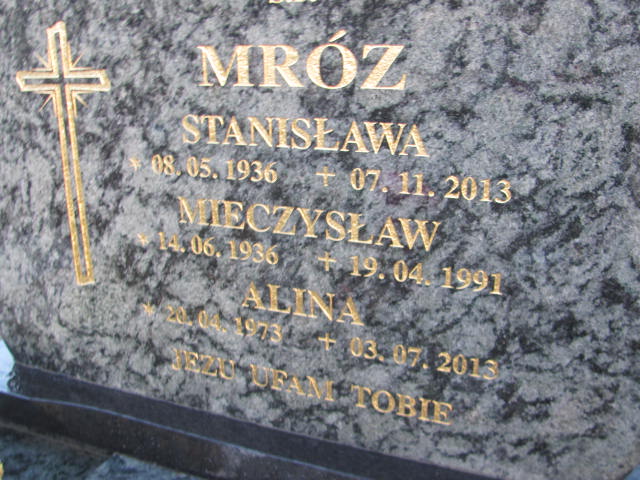 MRÓZ
STANISŁAWA
* 08. 05. 1936 + 07. 11. 2013
MIECZYSŁAW
* 14. 06. 1936 + 19. 04. 1991
ALINA
* 20. 04. 1973 + 03. 07. 2013
JEZU UFAM TOBIE